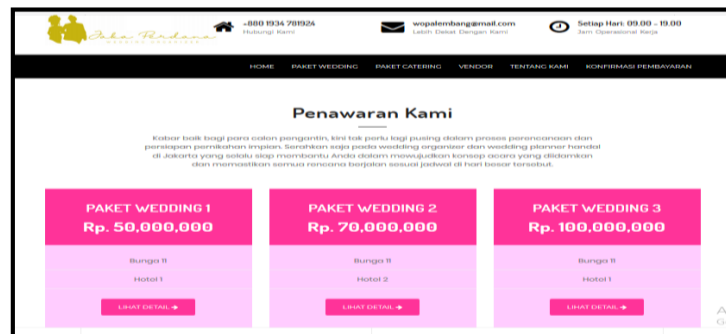 Jaka Perdana
-880 1934 781924
Hubungi Kami
wopalembang@mail.com
Lebih Dekat Dengan Kami
Setiap Hari: 09.00 - 19.00
Jam Operasional Kerja
HOME PAKET WEDDING PAKET CATERING VENDOR TENTANG KAMI KONFIRMASI PEMBAYARAN
Penawaran Kami
Kabar baik bagi para calon pengantin, kini tak perlu lagi pusing dalam proses perencanaan dan
persiapan pernikahan impian. Serahkan saja pada wedding organizer dan wedding planner handal
di Jakarta yang selalu siap membantu Anda dalam mewujudkan konsep acara yang diidamkan
dan memastikan semua rencana berjalan sesuai jadwal di hari besar tersebut.
PAKET WEDDING 1
Rp. 50,000,000
Bunga 11
Hotel 1
LIHAT DETAIL →
PAKET WEDDING 2
Rp. 70,000,000
Bunga 11
Hotel 2
LIHAT DETAIL →
PAKET WEDDING 3
Rp. 100,000,000
Bunga 11
Hotel 1
LIHAT DETAIL →